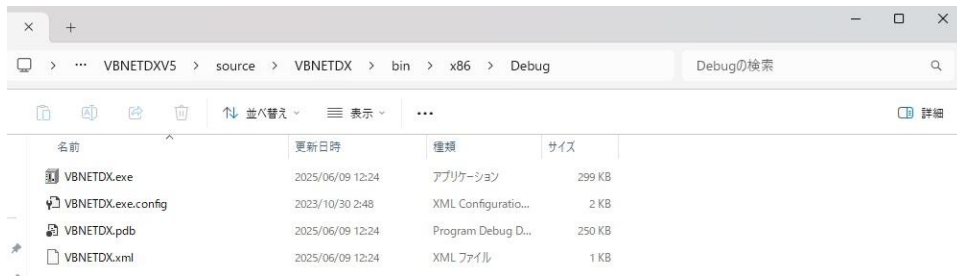 VBNETDXV5 > source > VBNETDX > bin > x86 > Debug Debugの検索
並べ替え 表示 詳細
名前 更新日時 種類 サイズ
VBNETDX.exe 2025/06/09 12:24 アプリケーション 299 KB
VBNETDX.exe.config 2023/10/30 2:48 XML Configuratio... 2 KB
VBNETDX.pdb 2025/06/09 12:24 Program Debug D... 250 KB
VBNETDX.xml 2025/06/09 12:24 XML ファイル 1 KB